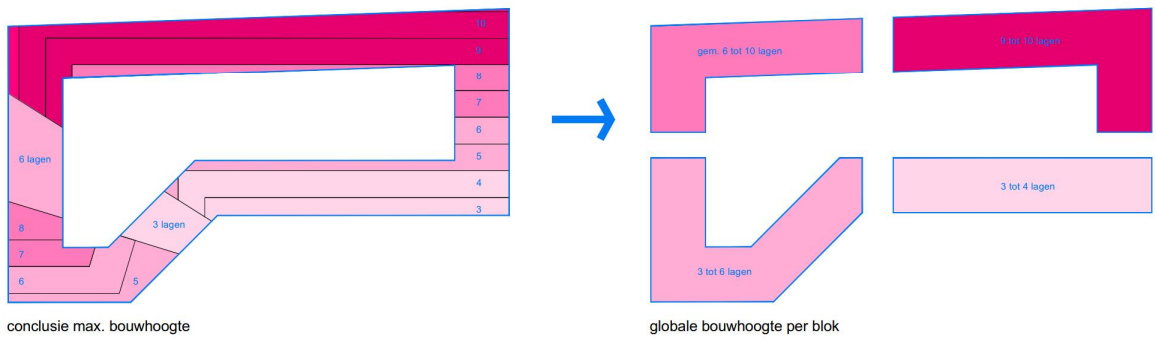 10
9
8
7
6
5
4
3
6 lagen
8
7
6
5
3 lagen
conclusie max. bouwhoogte
gem. 6 tot 10 lagen
9 tot 10 lagen
3 tot 6 lagen
3 tot 4 lagen
globale bouwhoogte per blok